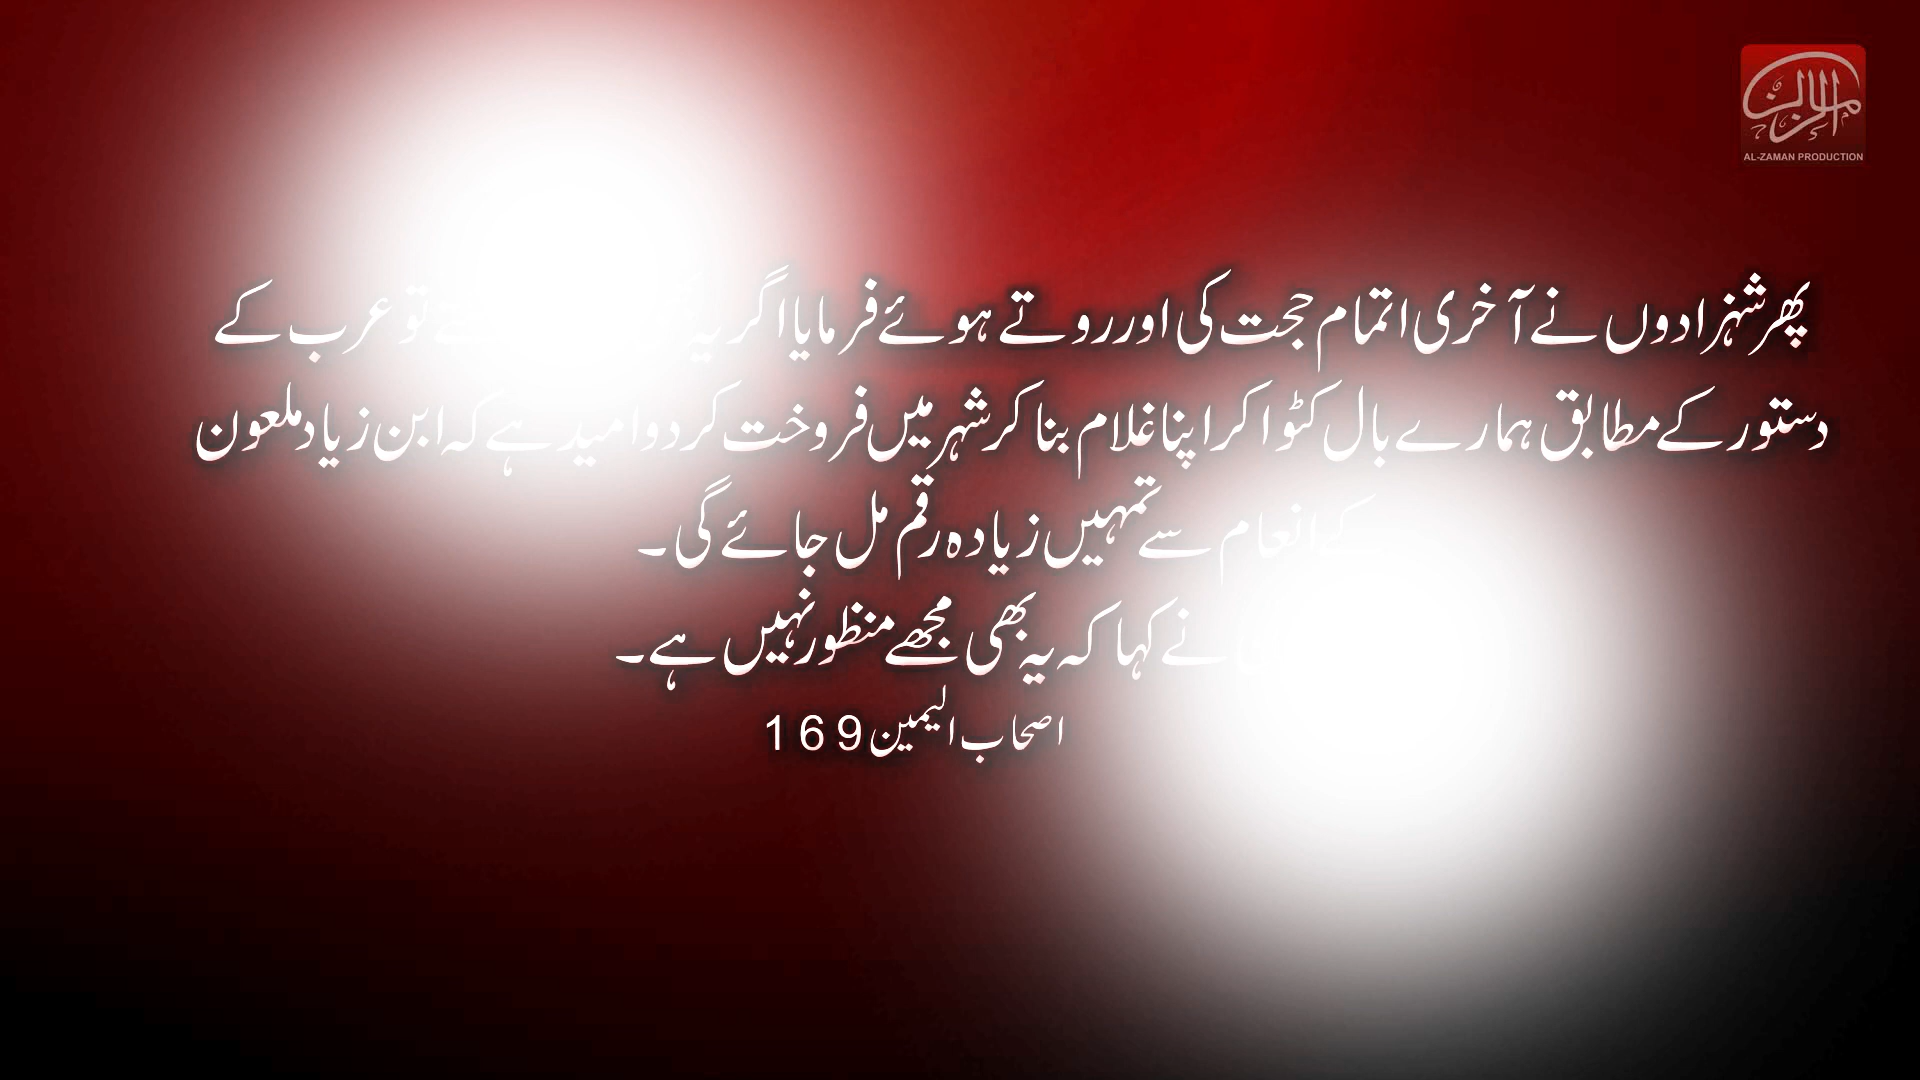 AL-ZAMAN PRODUCTION
پھر شہزادوں نے آخری اتمام حجت کی اور روتے ہوئے فرمایا اگر یہ تو عرب کے
دستور کے مطابق ہمارے بال کٹوا کر اپنا غلام بنا کر شہر میں فروخت کر دو امید ہے کہ ابن زیاد ملعون
کے انعام سے تمہیں زیادہ رقم مل جائے گی۔
نے کہا کہ یہ بھی مجھے منظور نہیں ہے۔
اصحاب الیمین 169